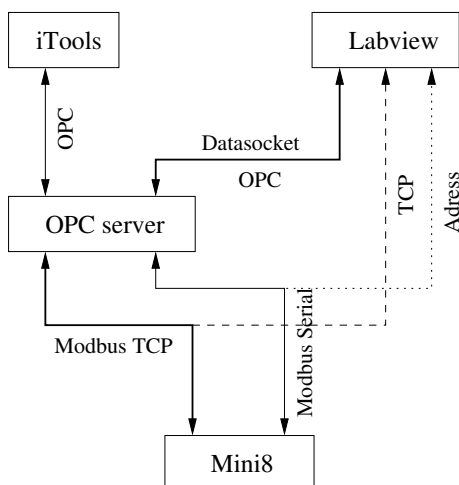 iTools
Labview
OPC
Datasocket
OPC
TCP
Adress
OPC server
Modbus TCP
Modbus Serial
Mini8